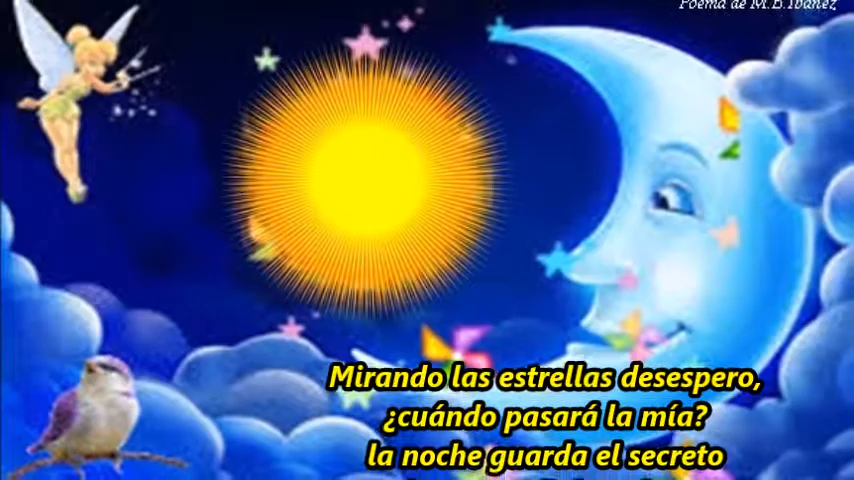 Poema de M.B.Ibáñez
Mirando las estrellas desespero,
¿cuándo pasará la mía?
la noche guarda el secreto